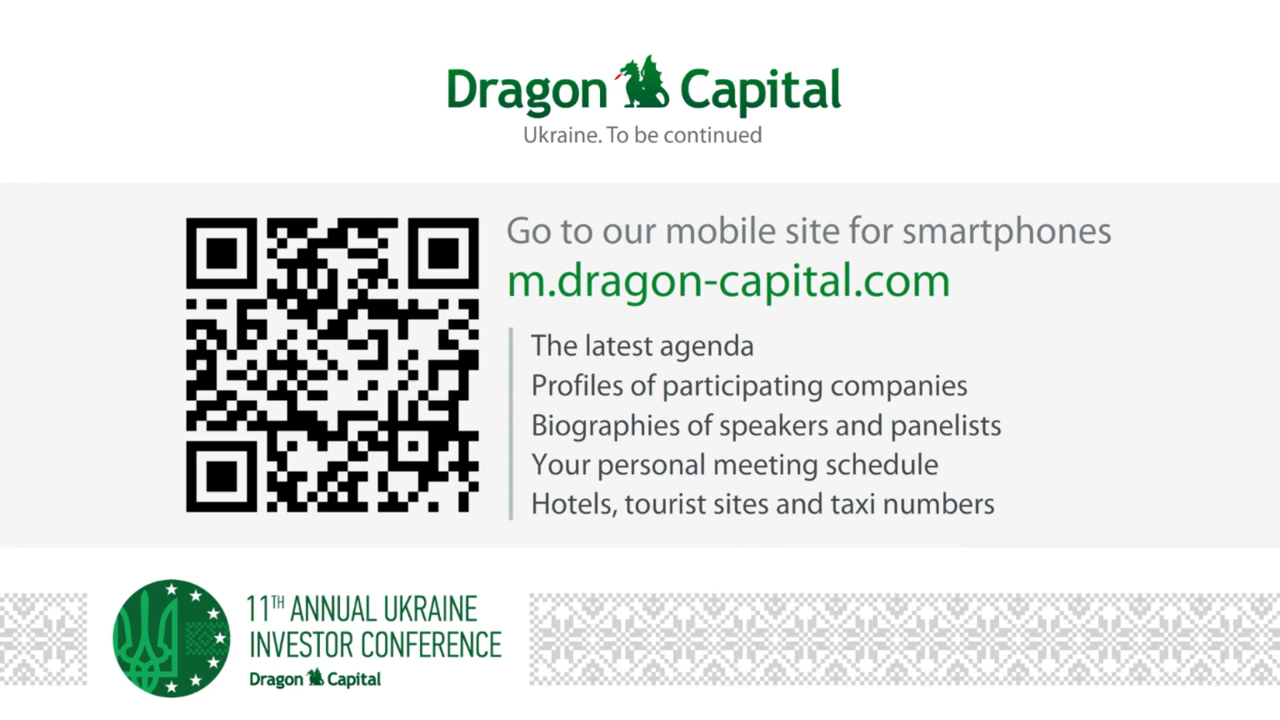 Dragon Capital
Ukraine. To be continued
Go to our mobile site for smartphones
m.dragon-capital.com
The latest agenda
Profiles of participating companies
Biographies of speakers and panelists
Your personal meeting schedule
Hotels, tourist sites and taxi numbers
11TH ANNUAL UKRAINE
INVESTOR CONFERENCE
Dragon Capital